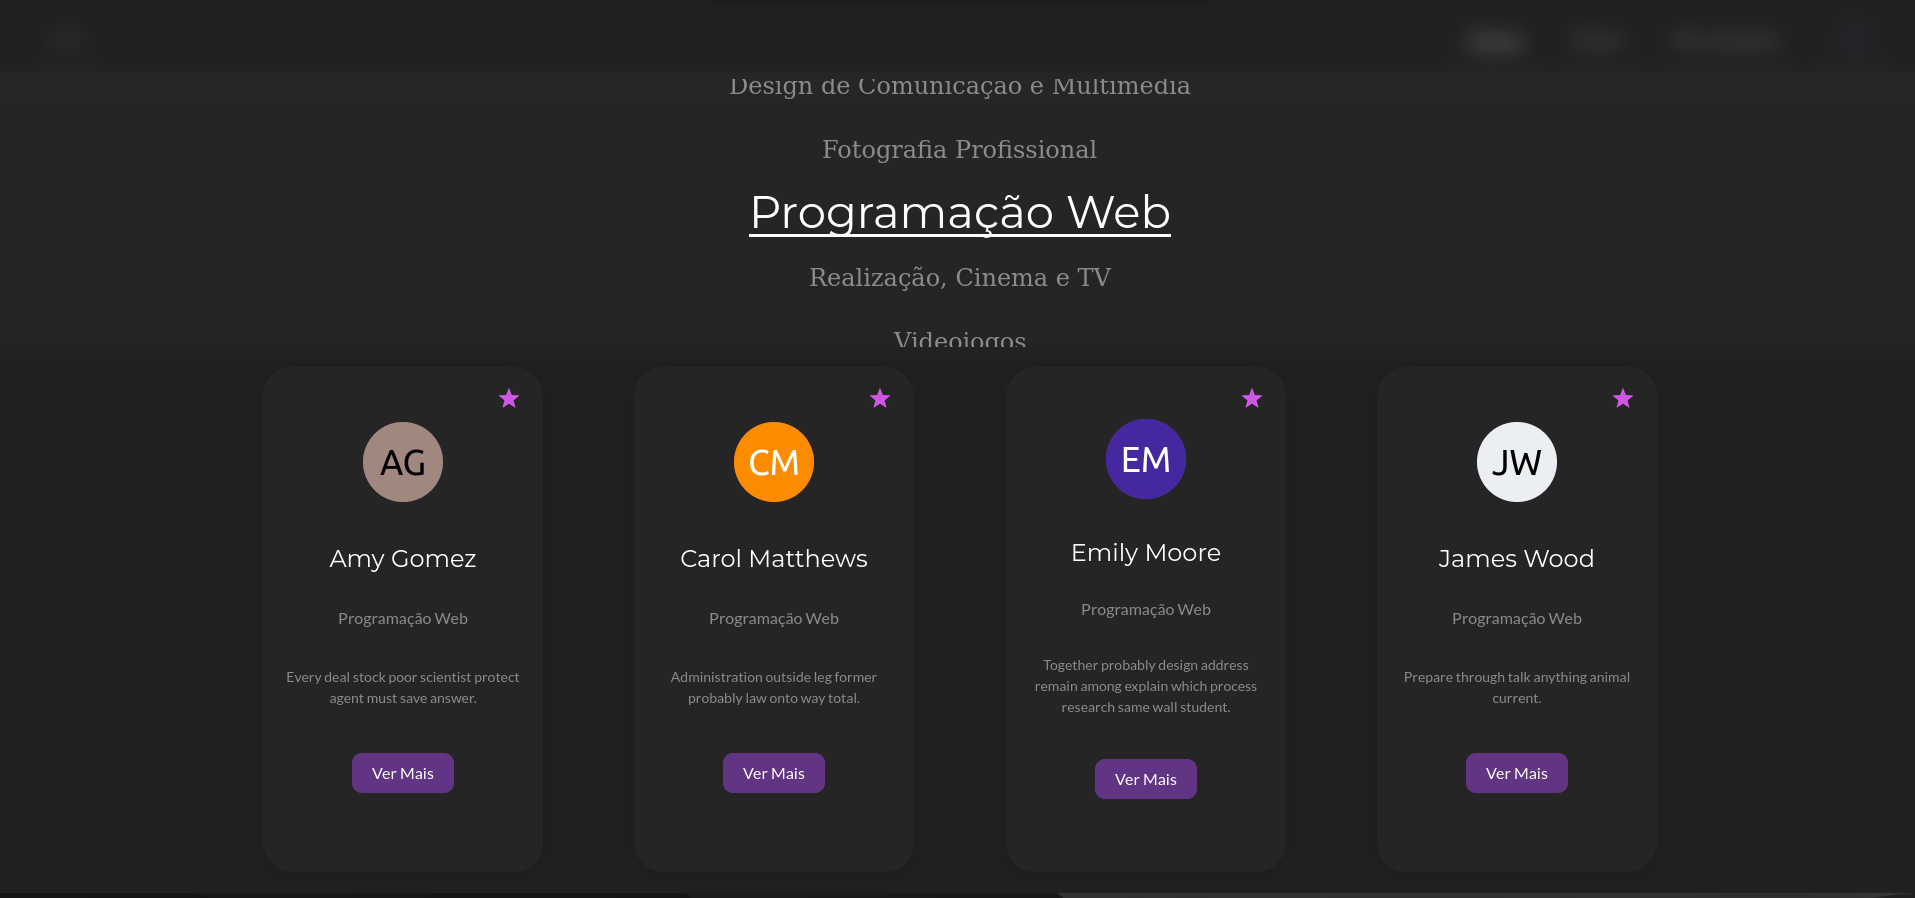 Design de Comunicação e Multimédia
Fotografia Profissional
Programação Web
Realização, Cinema e TV
Videojogos
AG
Amy Gomez
Programação Web
Every deal stock poor scientist protect
agent must save answer.
Ver Mais
CM
Carol Matthews
Programação Web
Administration outside leg former
probably law onto way total.
Ver Mais
EM
Emily Moore
Programação Web
Together probably design address
remain among explain which process
research same wall student.
Ver Mais
JW
James Wood
Programação Web
Prepare through talk anything animal
current.
Ver Mais